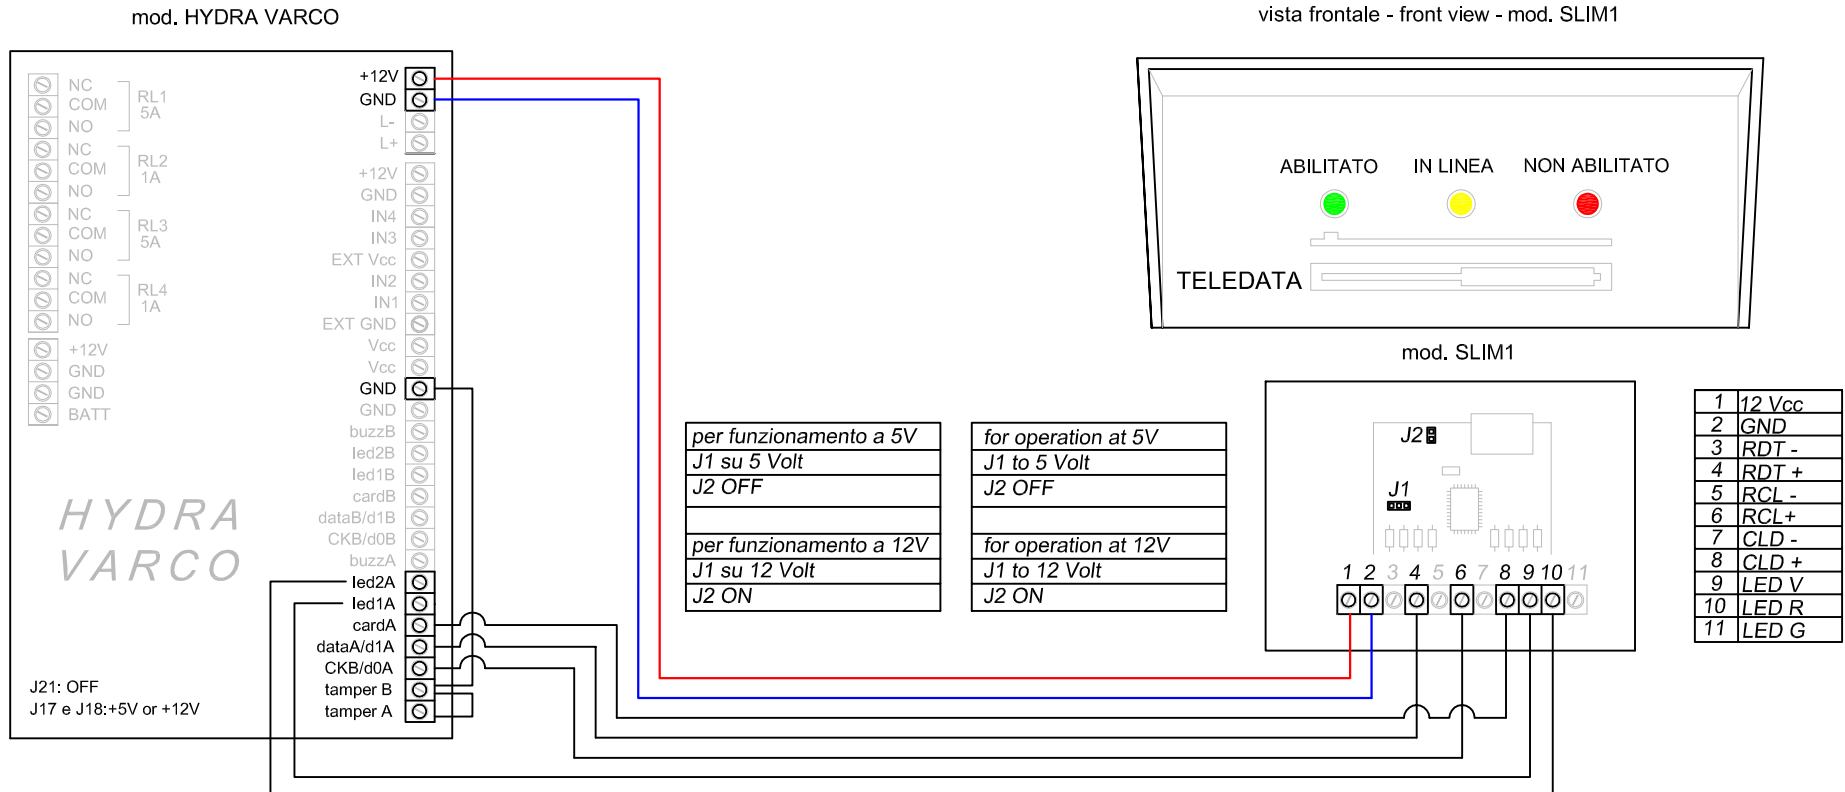 mod. HYDRA VARCO
vista frontale - front view - mod. SLIM1
NC
COM
NO
RL1
5A
NC
COM
NO
RL2
1A
NC
COM
NO
RL3
5A
NC
COM
NO
RL4
1A
+12V
GND
GND
BATT
HYDRA
VARCO
J21: OFF
J17 e J18:+5V or +12V
+12V
GND
L-
L+
+12V
GND
IN4
IN3
EXT Vcc
IN2
IN1
EXT GND
Vcc
Vcc
GND
GND
buzzB
led2B
led1B
cardB
dataB/d1B
CKB/d0B
buzzA
led2A
led1A
cardA
dataA/d1A
CKB/d0A
tamper B
tamper A
per funzionamento a 5V
J1 su 5 Volt
J2 OFF
per funzionamento a 12V
J1 su 12 Volt
J2 ON
for operation at 5V
J1 to 5 Volt
J2 OFF
for operation at 12V
J1 to 12 Volt
J2 ON
ABILITATO IN LINEA NON ABILITATO
TELEDATA
mod. SLIM1
J2
J1
1 2 3 4 5 6 7 8 9 10 11
1 12 Vcc
2 GND
3 RDT -
4 RDT +
5 RCL -
6 RCL+
7 CLD -
8 CLD +
9 LED V
10 LED R
11 LED G